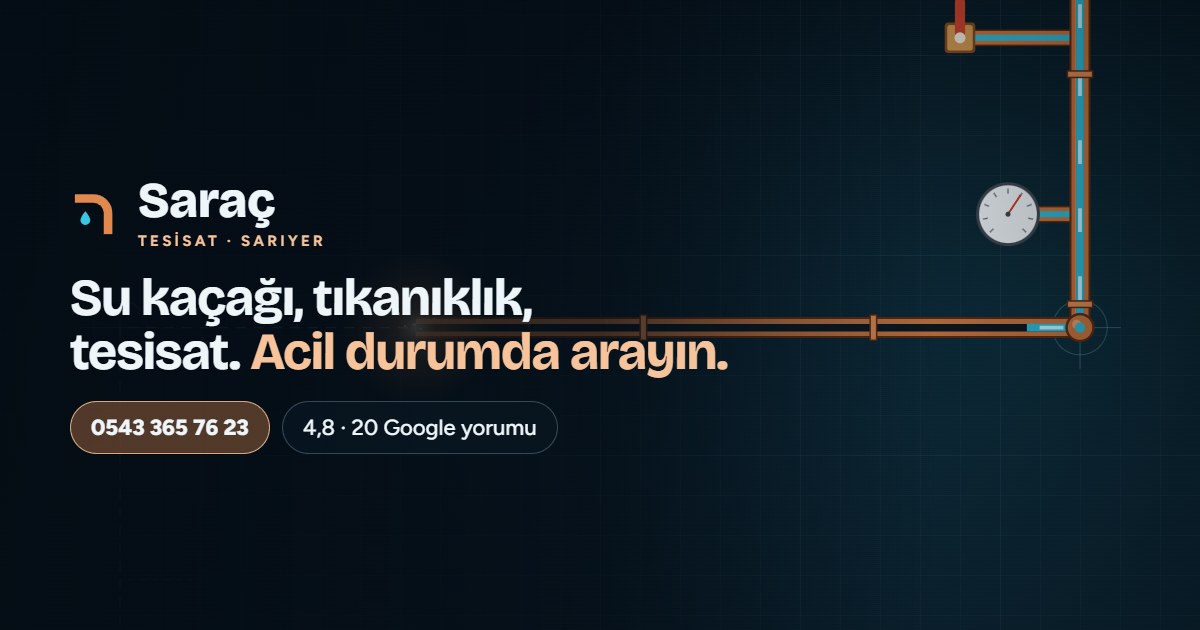 Saraç
TESİSAT · SARIYER
Su kaçağı, tıkanıklık,
tesisat. Acil durumda arayın.
0543 365 76 23
4,8 · 20 Google yorumu